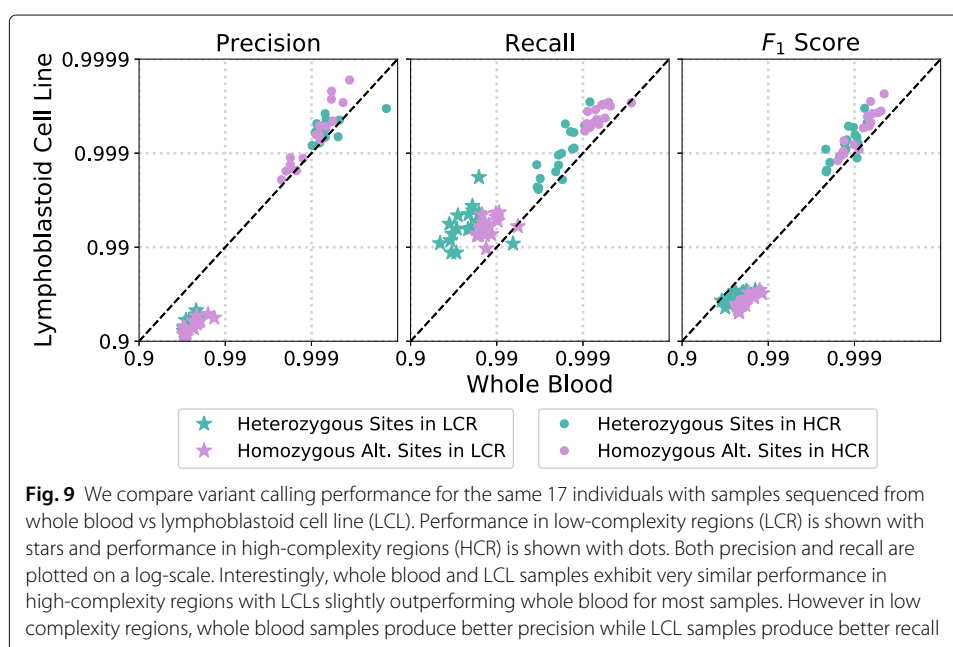 Precision
Recall
F₁ Score
Lymphoblastoid Cell Line
0.9999
0.999
0.99
0.9
0.9 0.99 0.999
0.9 0.99 0.999
0.9 0.99 0.999
Whole Blood
Heterozygous Sites in LCR
Homozygous Alt. Sites in LCR
Heterozygous Sites in HCR
Homozygous Alt. Sites in HCR
Fig. 9 We compare variant calling performance for the same 17 individuals with samples sequenced from
whole blood vs lymphoblastoid cell line (LCL). Performance in low-complexity regions (LCR) is shown with
stars and performance in high-complexity regions (HCR) is shown with dots. Both precision and recall are
plotted on a log-scale. Interestingly, whole blood and LCL samples exhibit very similar performance in
high-complexity regions with LCLs slightly outperforming whole blood for most samples. However in low
complexity regions, whole blood samples produce better precision while LCL samples produce better recall